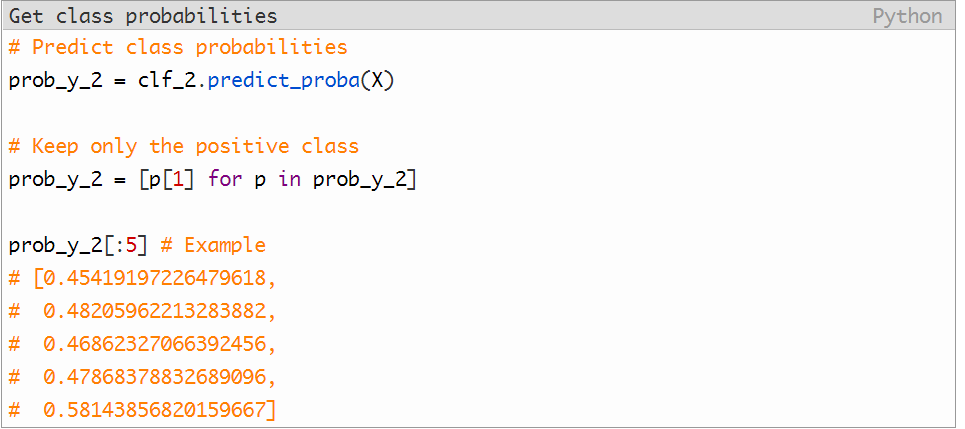 Get class probabilities Python
# Predict class probabilities
prob_y_2 = clf_2.predict_proba(X)
# Keep only the positive class
prob_y_2 = [p[1] for p in prob_y_2]
prob_y_2[:5] # Example
# [0.45419197226479618,
#  0.48205962213283882,
#  0.46862327066392456,
#  0.47868378832689096,
#  0.58143856820159667]